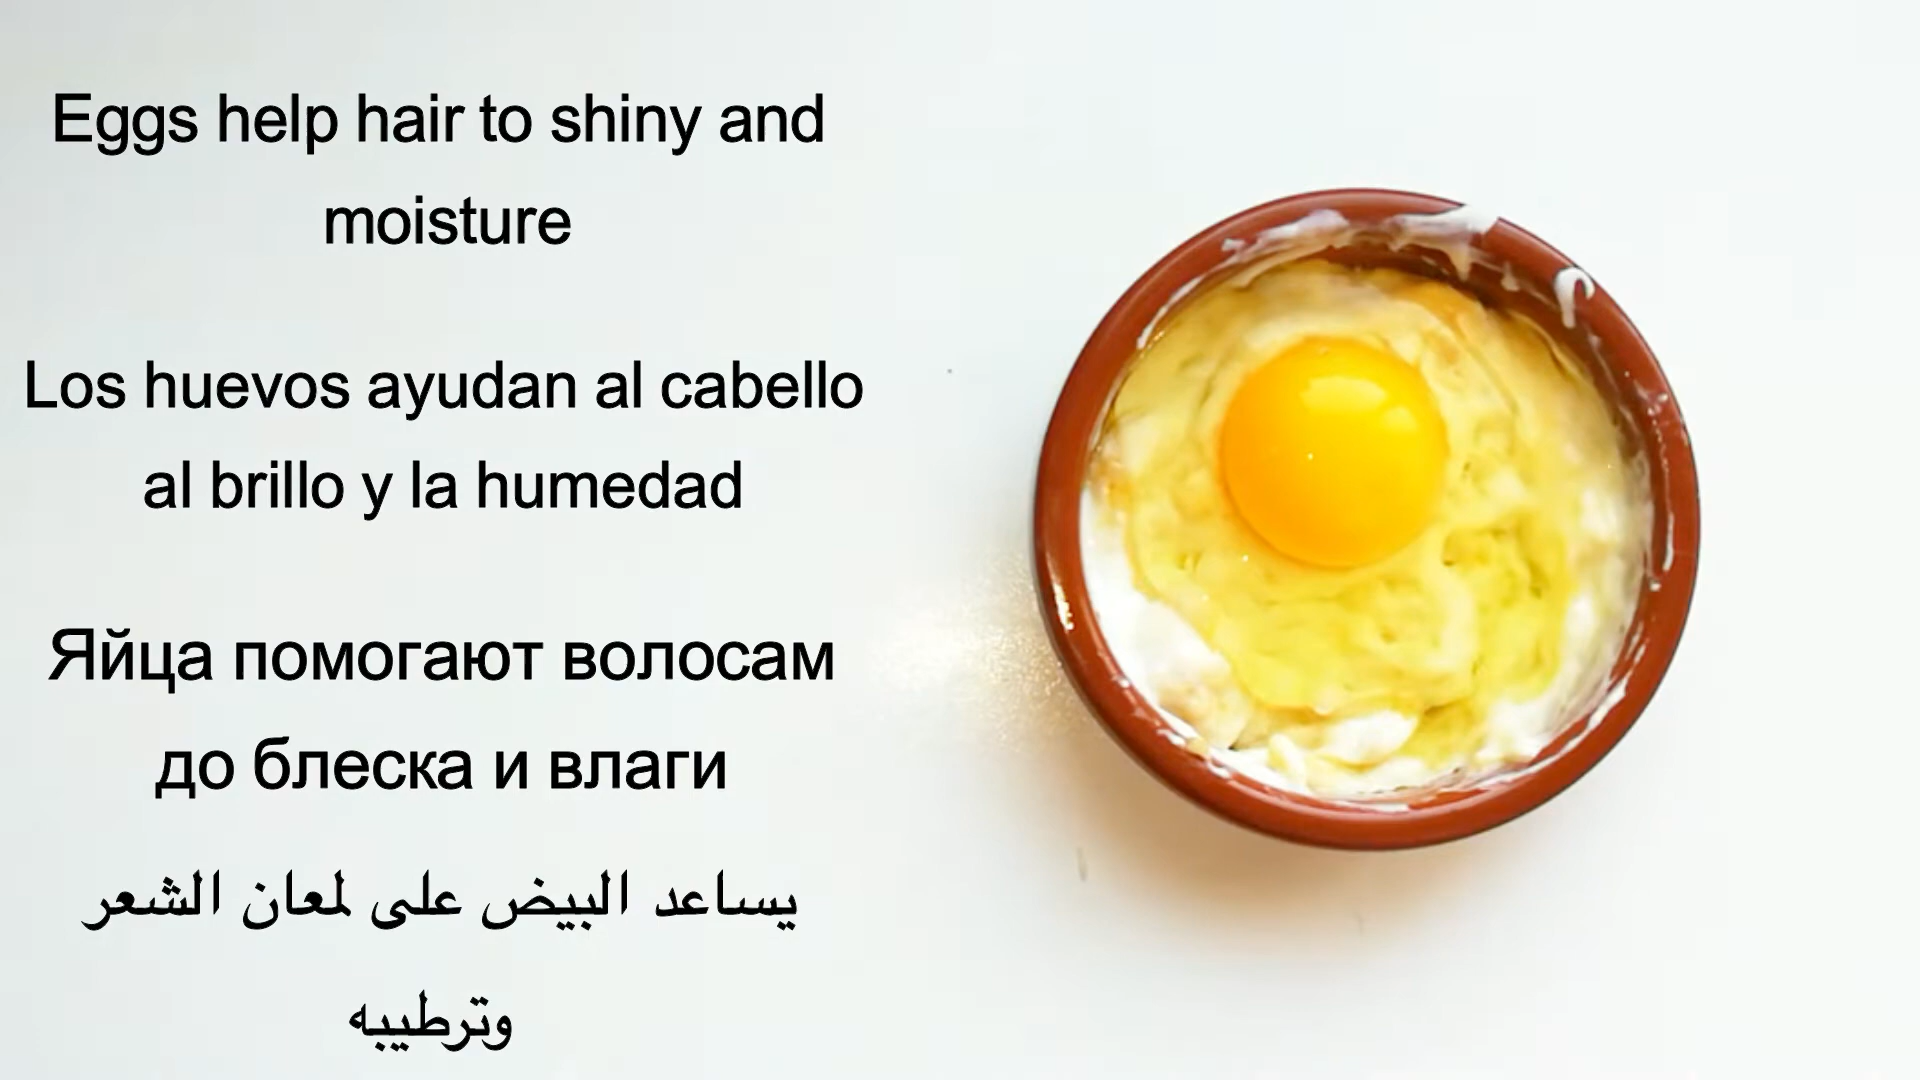 Eggs help hair to shiny and
moisture
Los huevos ayudan al cabello
al brillo y la humedad
Яйца помогают волосам
до блеска и влаги
يساعد البيض على لمعان الشعر
وترطيبه